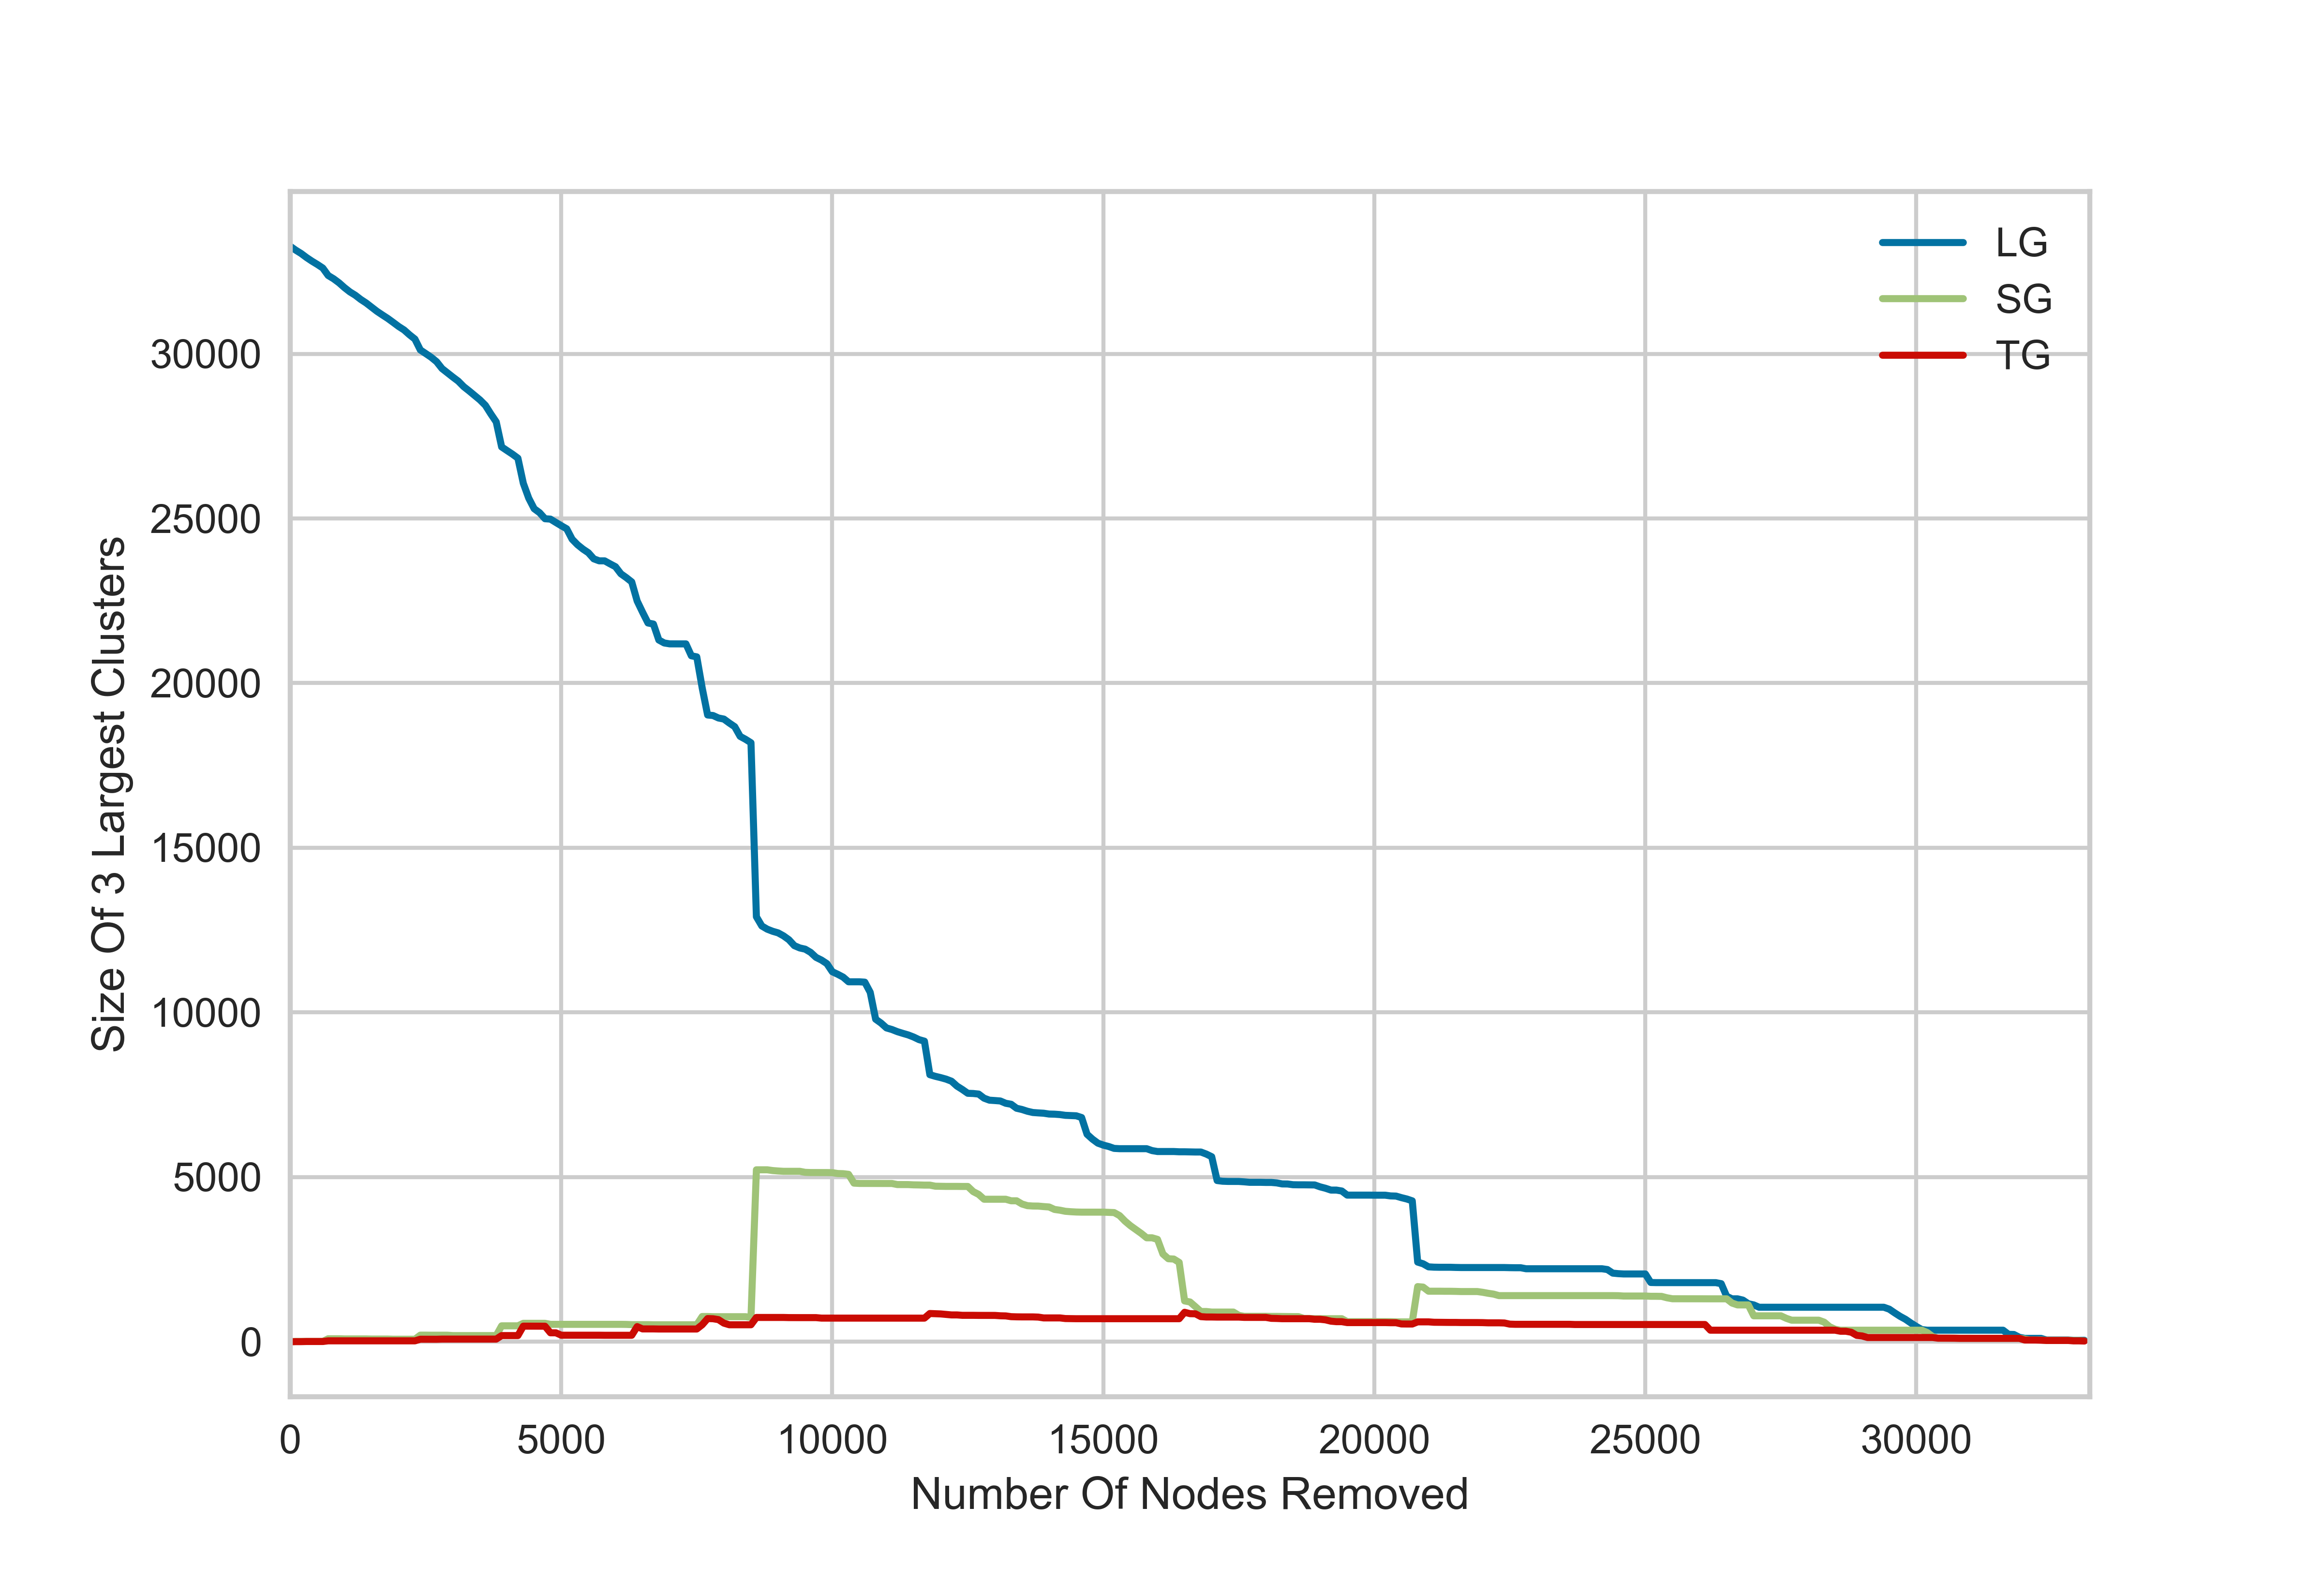 LG
SG
TG
Size Of 3 Largest Clusters
30000
25000
20000
15000
10000
5000
0
0 5000 10000 15000 20000 25000 30000
Number Of Nodes Removed